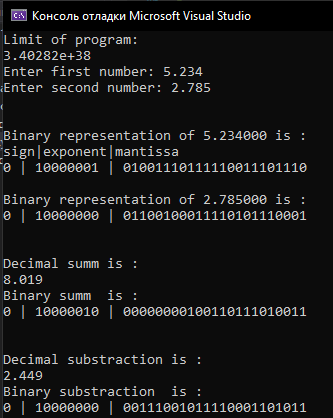 Консоль отладки Microsoft Visual Studio
Limit of program:
3.40282e+38
Enter first number: 5.234
Enter second number: 2.785
Binary representation of 5.234000 is :
sign|exponent|mantissa
0 | 10000001 | 01001110111110011101110
Binary representation of 2.785000 is :
0 | 10000000 | 01100100011110101110001
Decimal summ is :
8.019
Binary summ  is :
0 | 10000010 | 00000000100110111010011
Decimal substraction is :
2.449
Binary substraction  is :
0 | 10000000 | 00111001011110001101011